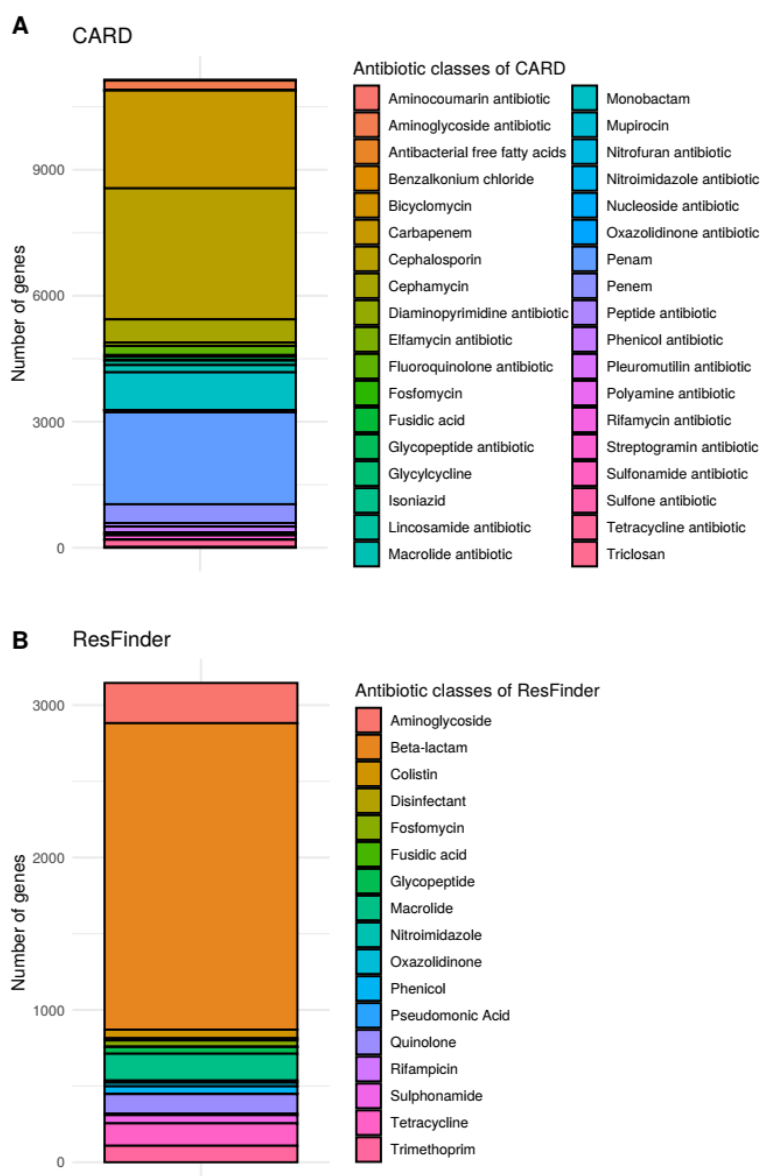 A
CARD
Antibiotic classes of CARD
Number of genes
9000
6000
3000
0
Aminocoumarin antibiotic
Aminoglycoside antibiotic
Antibacterial free fatty acids
Benzalkonium chloride
Bicyclomycin
Carbapenem
Cephalosporin
Cephamycin
Diaminopyrimidine antibiotic
Elfamycin antibiotic
Fluoroquinolone antibiotic
Fosfomycin
Fusidic acid
Glycopeptide antibiotic
Glycylcycline
Isoniazid
Lincosamide antibiotic
Macrolide antibiotic
Monobactam
Mupirocin
Nitrofuran antibiotic
Nitroimidazole antibiotic
Nucleoside antibiotic
Oxazolidinone antibiotic
Penam
Penem
Peptide antibiotic
Phenicol antibiotic
Pleuromutilin antibiotic
Polyamine antibiotic
Rifamycin antibiotic
Streptogramin antibiotic
Sulfonamide antibiotic
Sulfone antibiotic
Tetracycline antibiotic
Triclosan
B
ResFinder
Antibiotic classes of ResFinder
Number of genes
3000
2000
1000
0
Aminoglycoside
Beta-lactam
Colistin
Disinfectant
Fosfomycin
Fusidic acid
Glycopeptide
Macrolide
Nitroimidazole
Oxazolidinone
Phenicol
Pseudomonic Acid
Quinolone
Rifampicin
Sulphonamide
Tetracycline
Trimethoprim